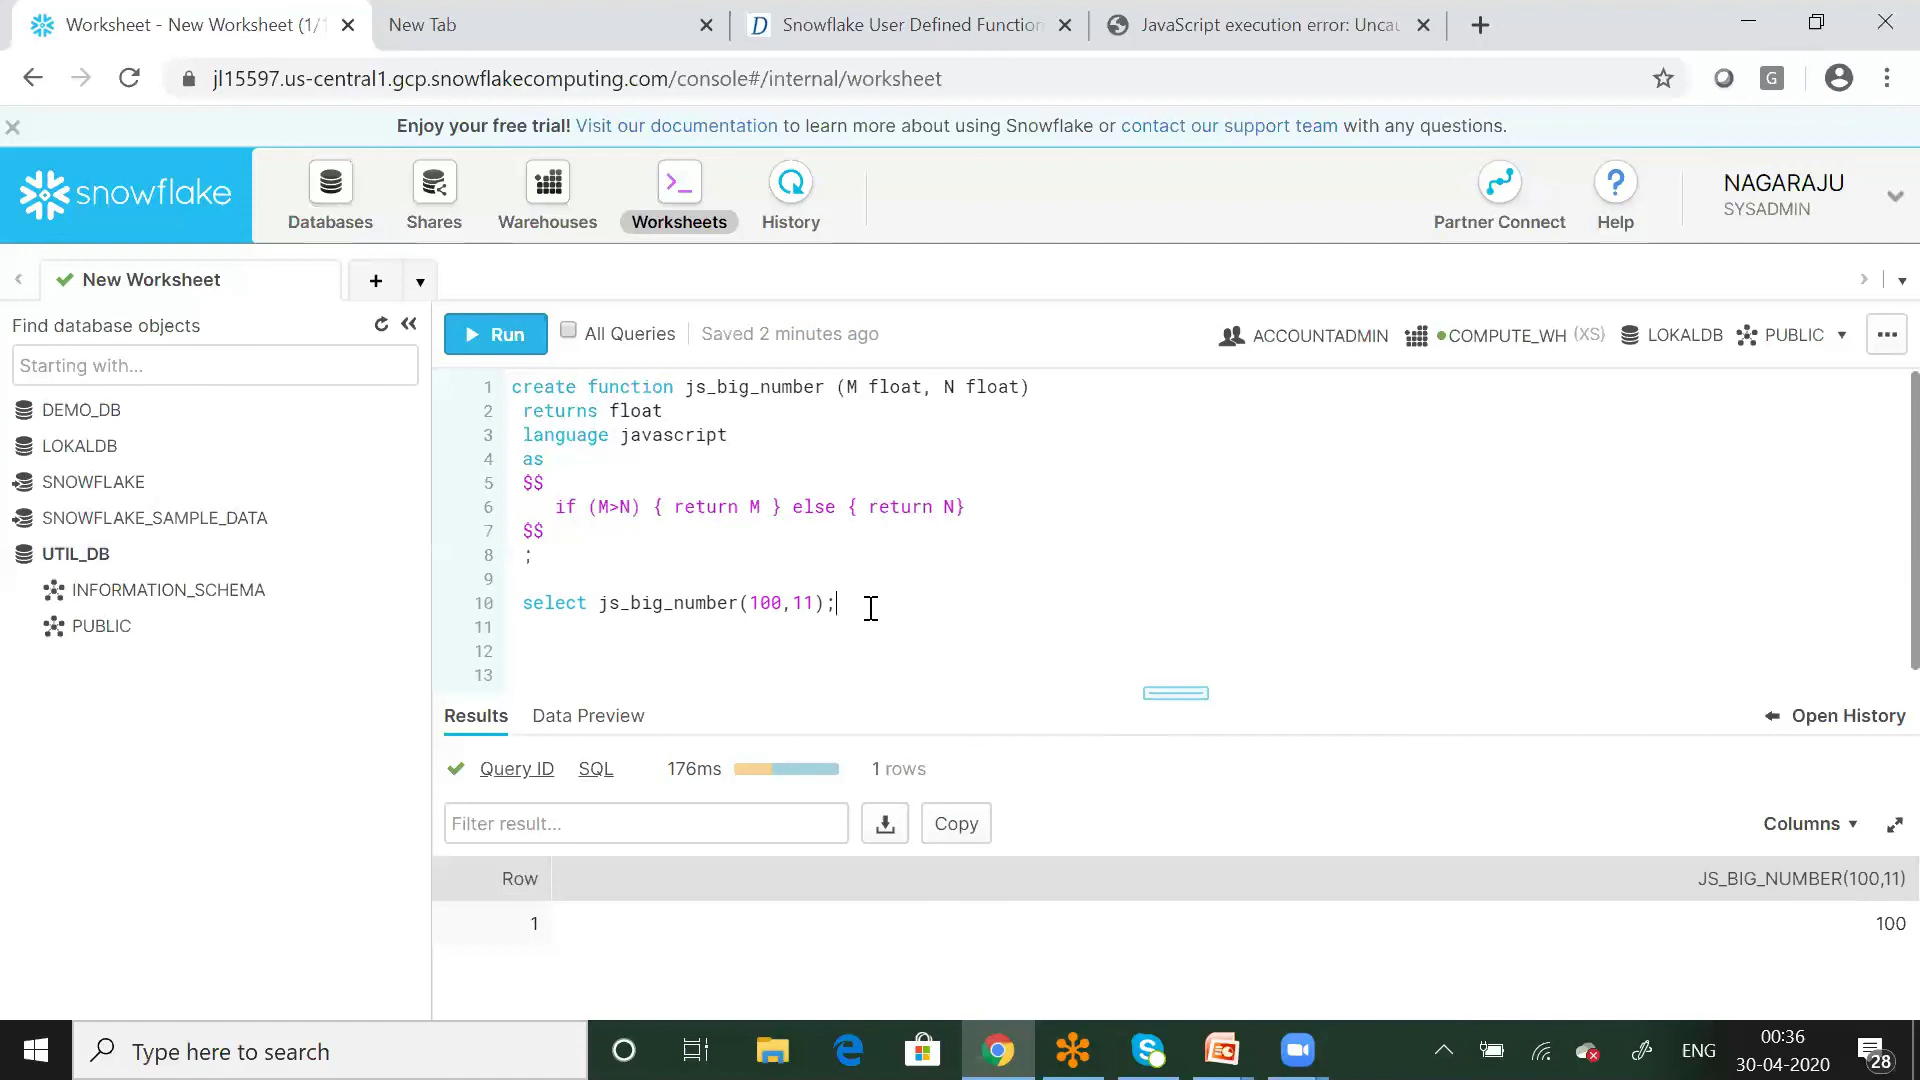 Worksheet - New Worksheet (1/1
New Tab
Snowflake User Defined Function
JavaScript execution error: Uncau
jl15597.us-central1.gcp.snowflakecomputing.com/console#/internal/worksheet
G
Enjoy your free trial! Visit our documentation to learn more about using Snowflake or contact our support team with any questions.
snowflake
Databases
Shares
Warehouses
Worksheets
History
Partner Connect
Help
NAGARAJU
SYSADMIN
New Worksheet
Find database objects
Starting with...
DEMO_DB
LOKALDB
SNOWFLAKE
SNOWFLAKE_SAMPLE_DATA
UTIL_DB
INFORMATION_SCHEMA
PUBLIC
Run
All Queries
Saved 2 minutes ago
ACCOUNTADMIN
COMPUTE_WH (XS)
LOKALDB
PUBLIC
1 create function js_big_number (M float, N float)
2 returns float
3 language javascript
4 as
5 $$
6 if (M>N) { return M } else { return N}
7 $$
8 ;
9
10 select js_big_number(100,11);
11
12
13
Results
Data Preview
Open History
Query ID
SQL
176ms
1 rows
Filter result...
Copy
Columns
Row
JS_BIG_NUMBER(100,11)
1
100
Type here to search
ENG
00:36
30-04-2020
28